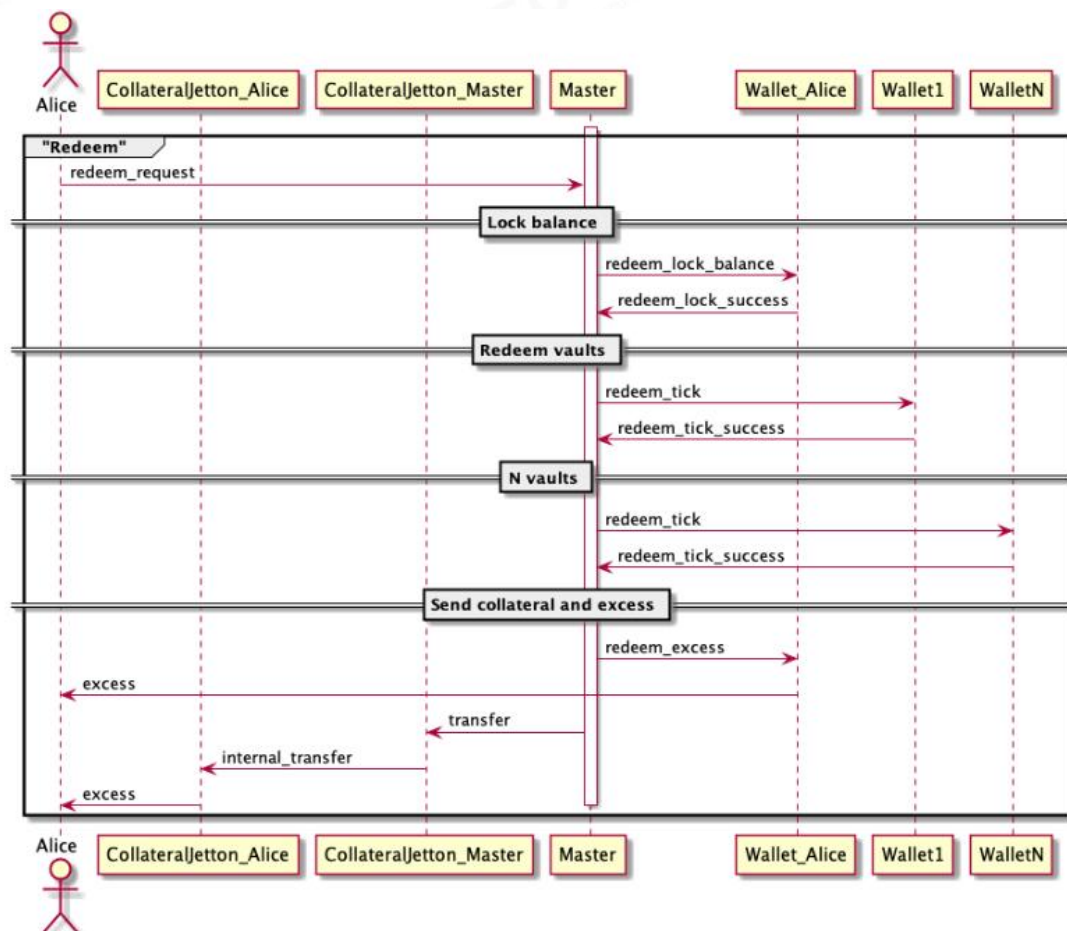 Alice
CollateralJetton_Alice
CollateralJetton_Master
Master
Wallet_Alice
Wallet1
WalletN
"Redeem"
redeem_request
Lock balance
redeem_lock_balance
redeem_lock_success
Redeem vaults
redeem_tick
redeem_tick_success
N vaults
redeem_tick
redeem_tick_success
Send collateral and excess
redeem_excess
excess
transfer
internal_transfer
excess
Alice
CollateralJetton_Alice
CollateralJetton_Master
Master
Wallet_Alice
Wallet1
WalletN